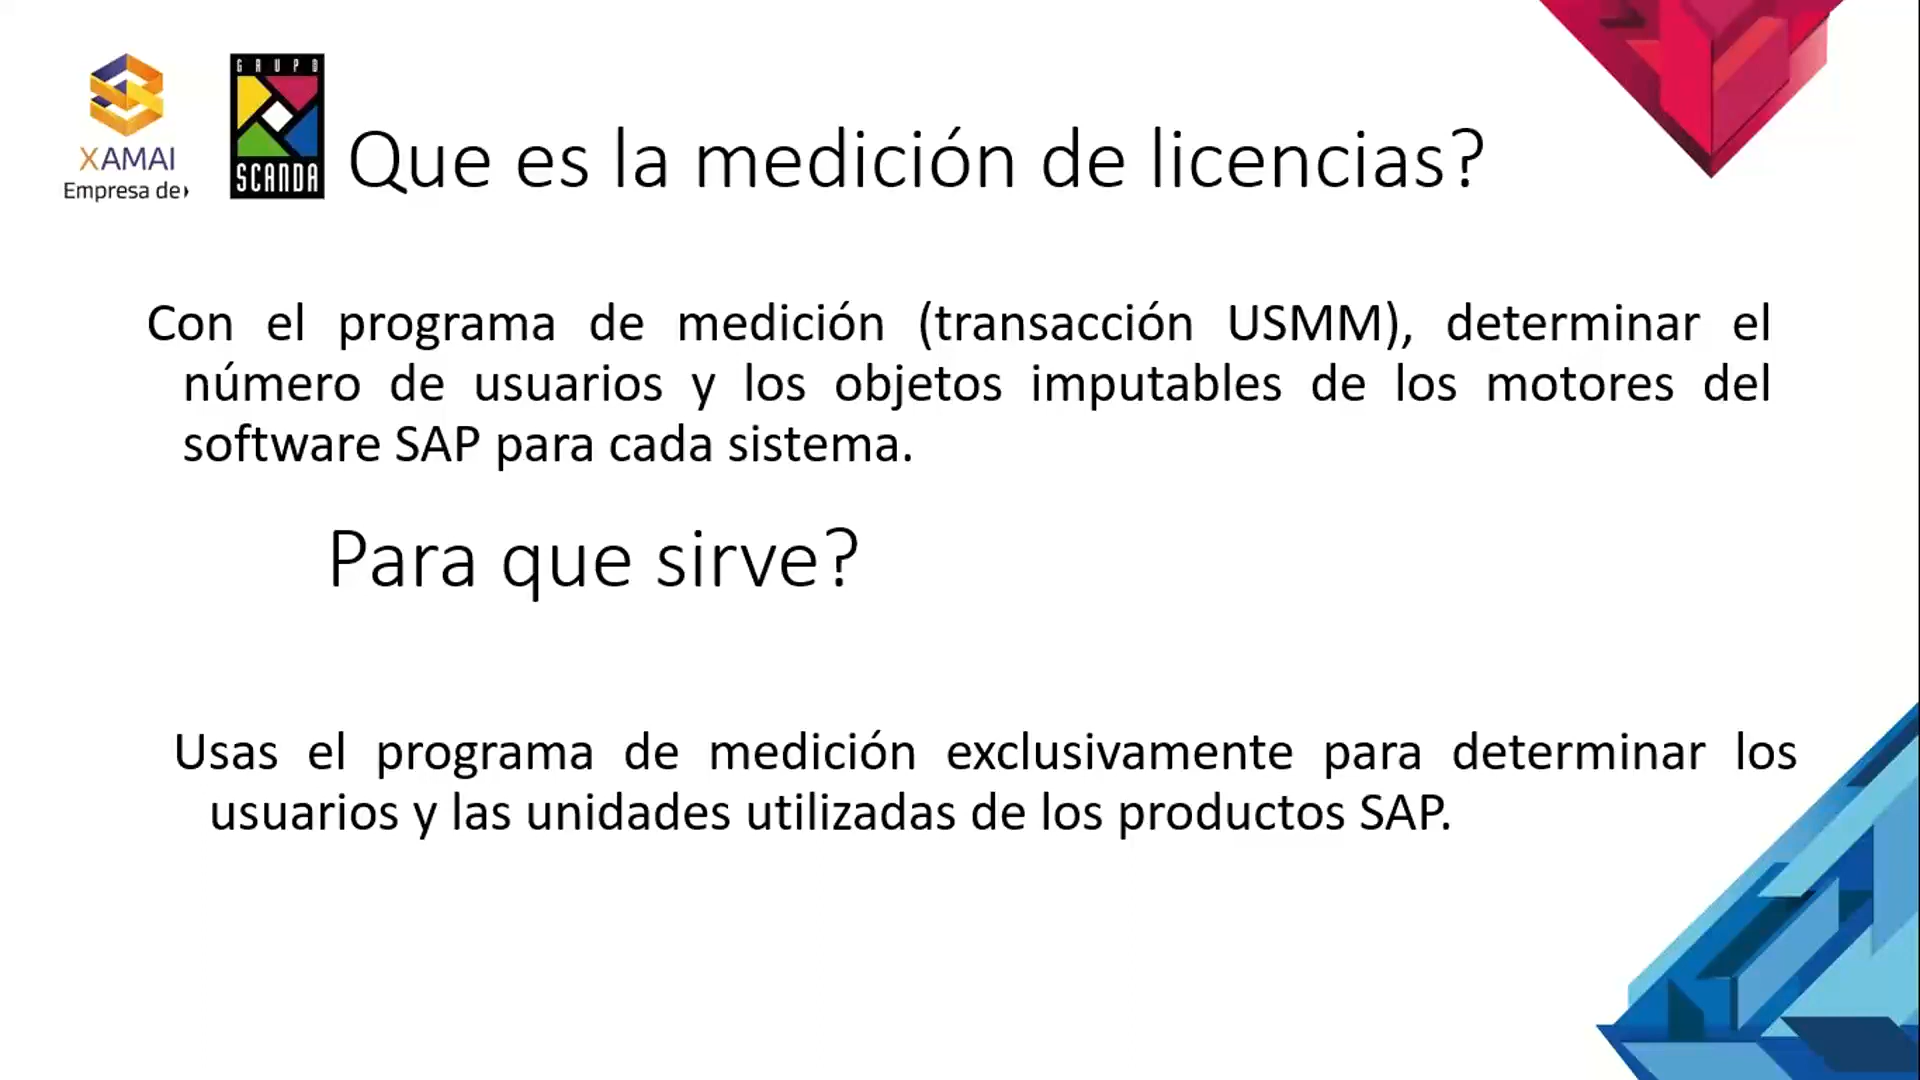 XAMAI
Empresa de
GRUPO
SCANDA
Que es la medición de licencias?
Con el programa de medición (transacción USMM), determinar el
número de usuarios y los objetos imputables de los motores del
software SAP para cada sistema.
Para que sirve?
Usas el programa de medición exclusivamente para determinar los
usuarios y las unidades utilizadas de los productos SAP.